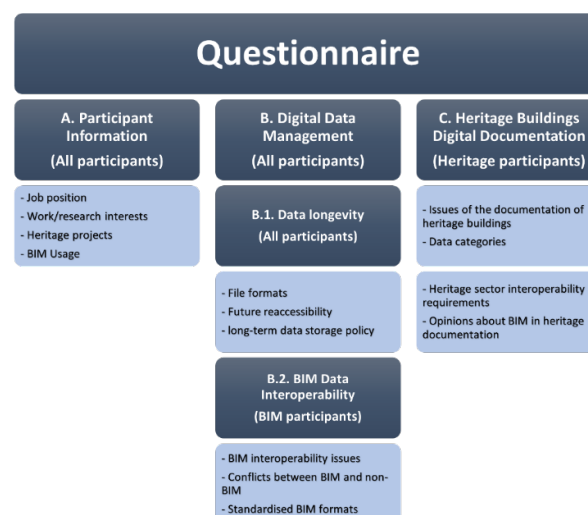 Questionnaire
A. Participant
Information
(All participants)
- Job position
- Work/research interests
- Heritage projects
- BIM Usage
B. Digital Data
Management
(All participants)
B.1. Data longevity
(All participants)
- File formats
- Future reaccessibility
- long-term data storage policy
B.2. BIM Data
Interoperability
(BIM participants)
- BIM interoperability issues
- Conflicts between BIM and non-
BIM
- Standardised BIM formats
C. Heritage Buildings
Digital Documentation
(Heritage participants)
- Issues of the documentation of
heritage buildings
- Data categories
- Heritage sector interoperability
requirements
- Opinions about BIM in heritage
documentation